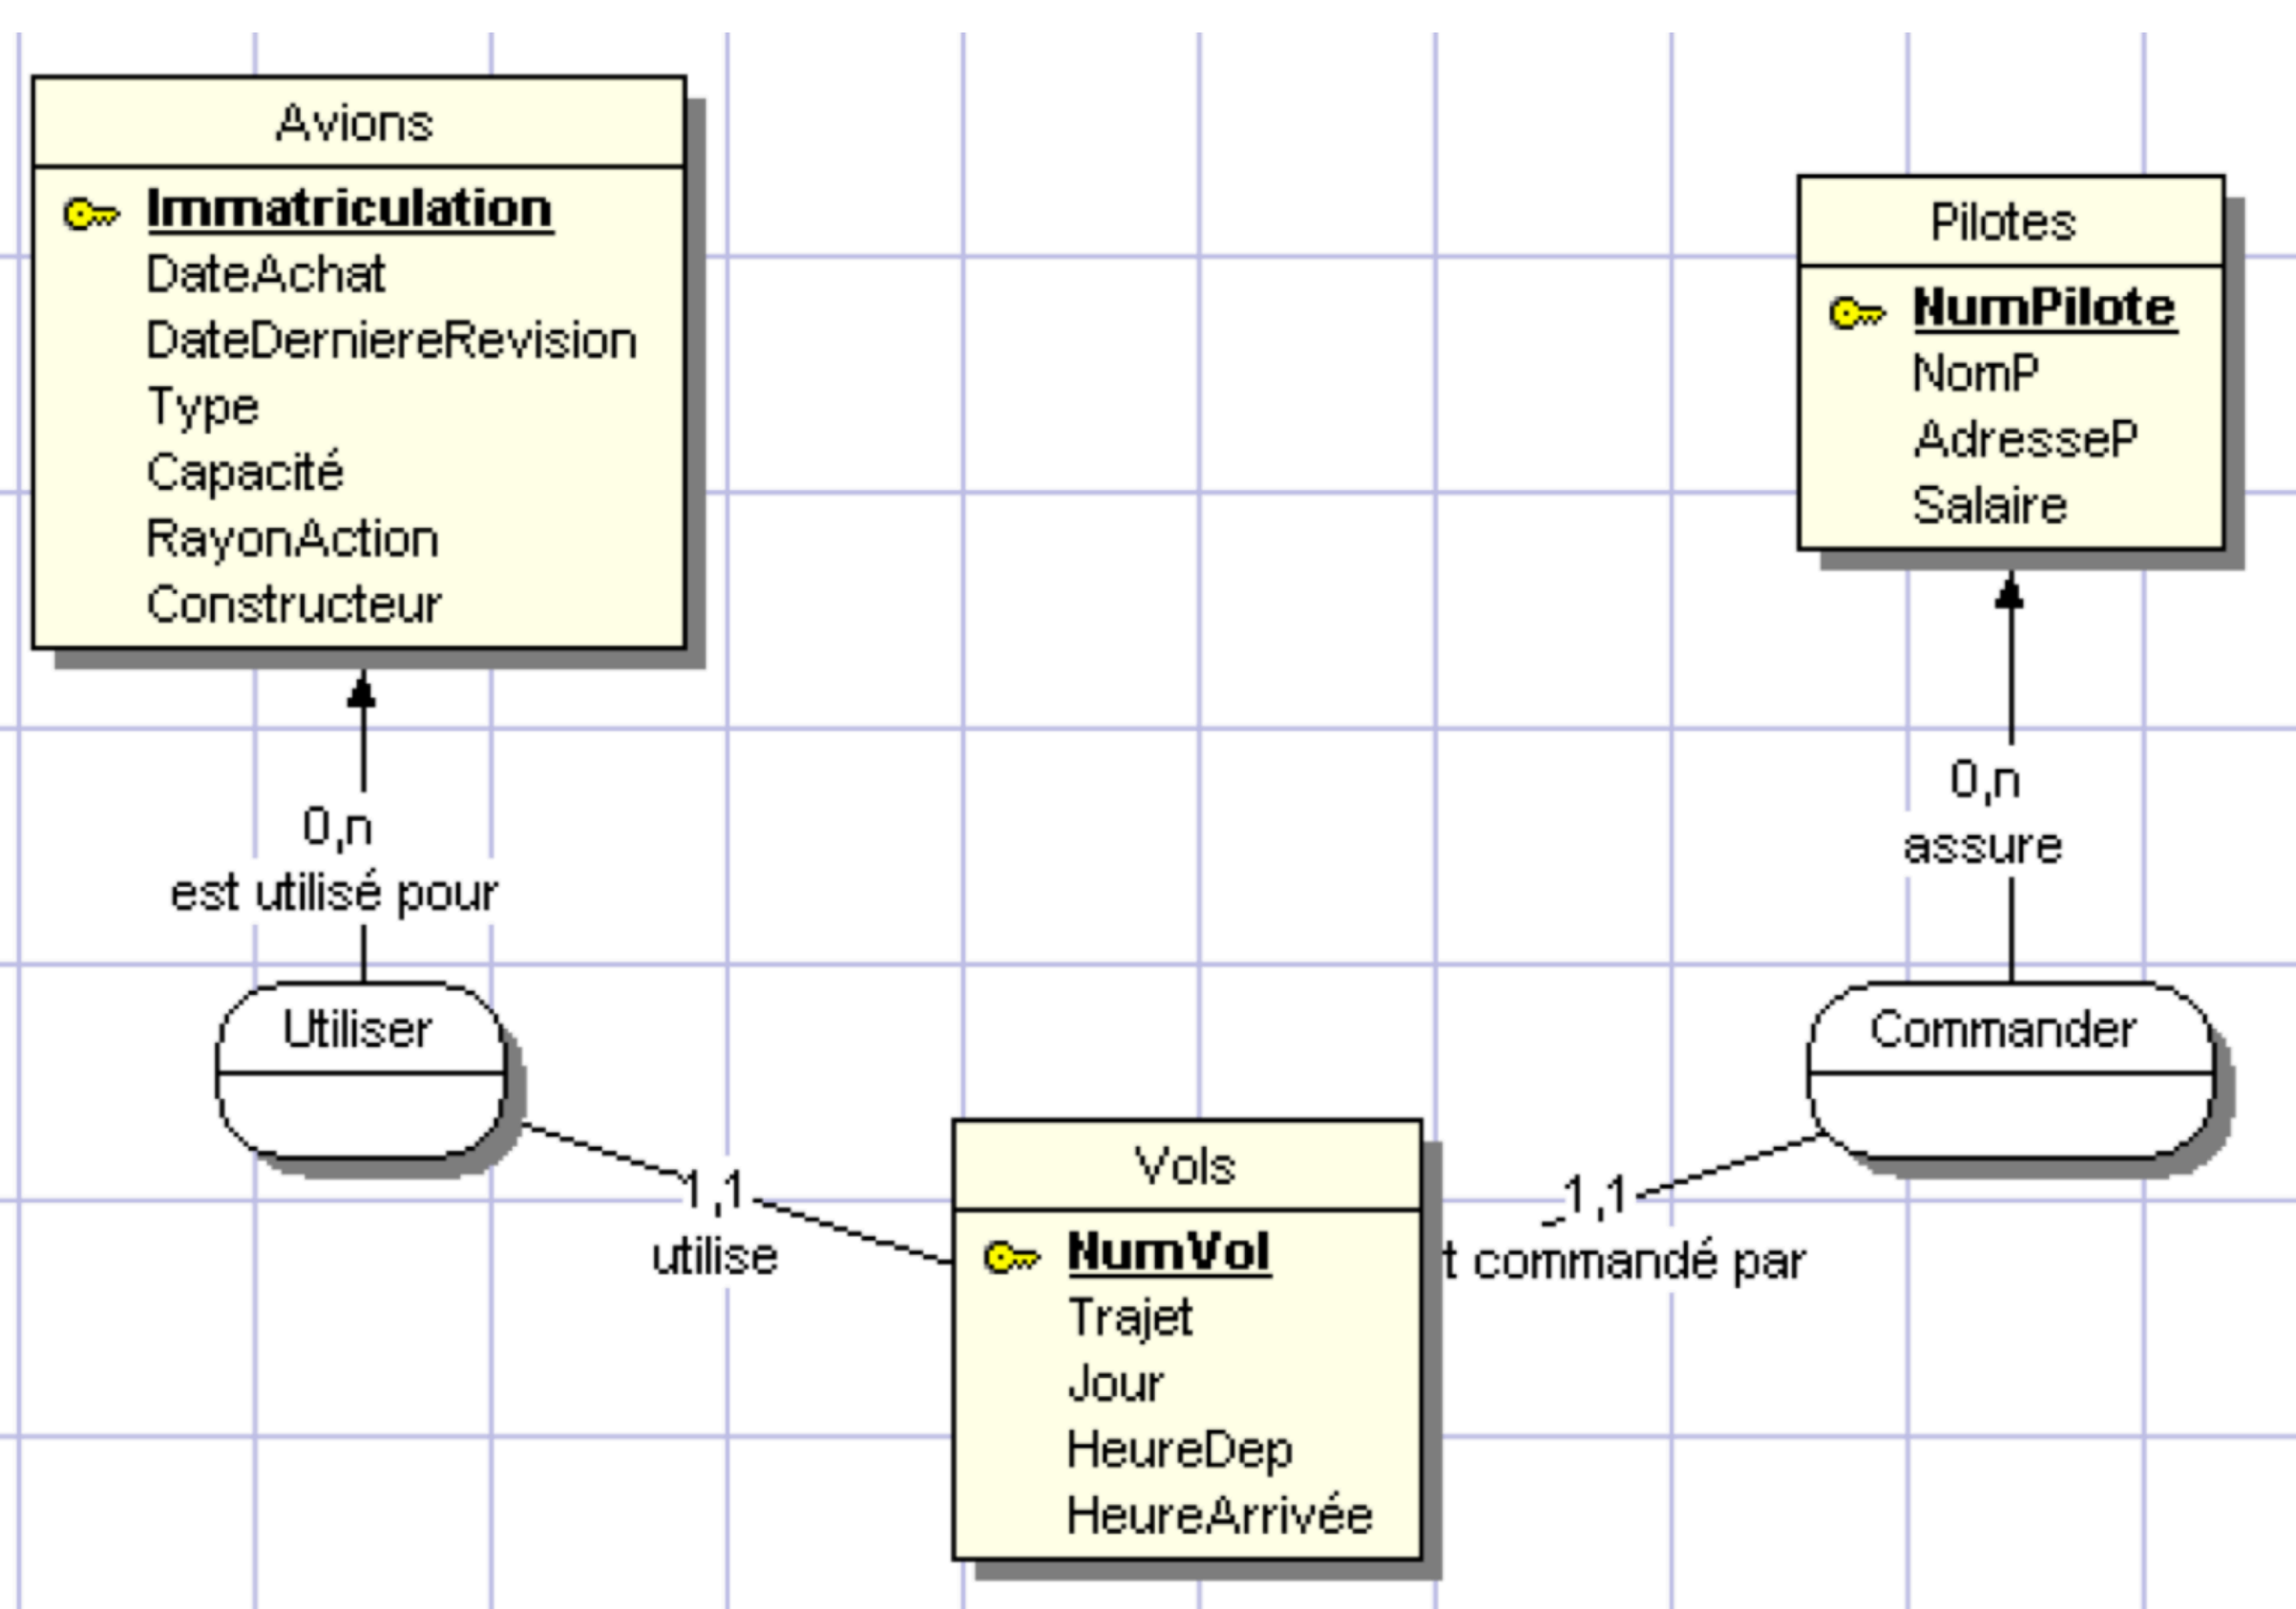 Avions
Immatriculation
DateAchat
DateDerniereRevision
Type
Capacité
RayonAction
Constructeur
Pilotes
NumPilote
NomP
AdresseP
Salaire
0,n
est utilisé pour
0,n
assure
Utiliser
Commander
1,1
utilise
Vols
NumVol
Trajet
Jour
HeureDep
HeureArrivée
1,1
t commandé par